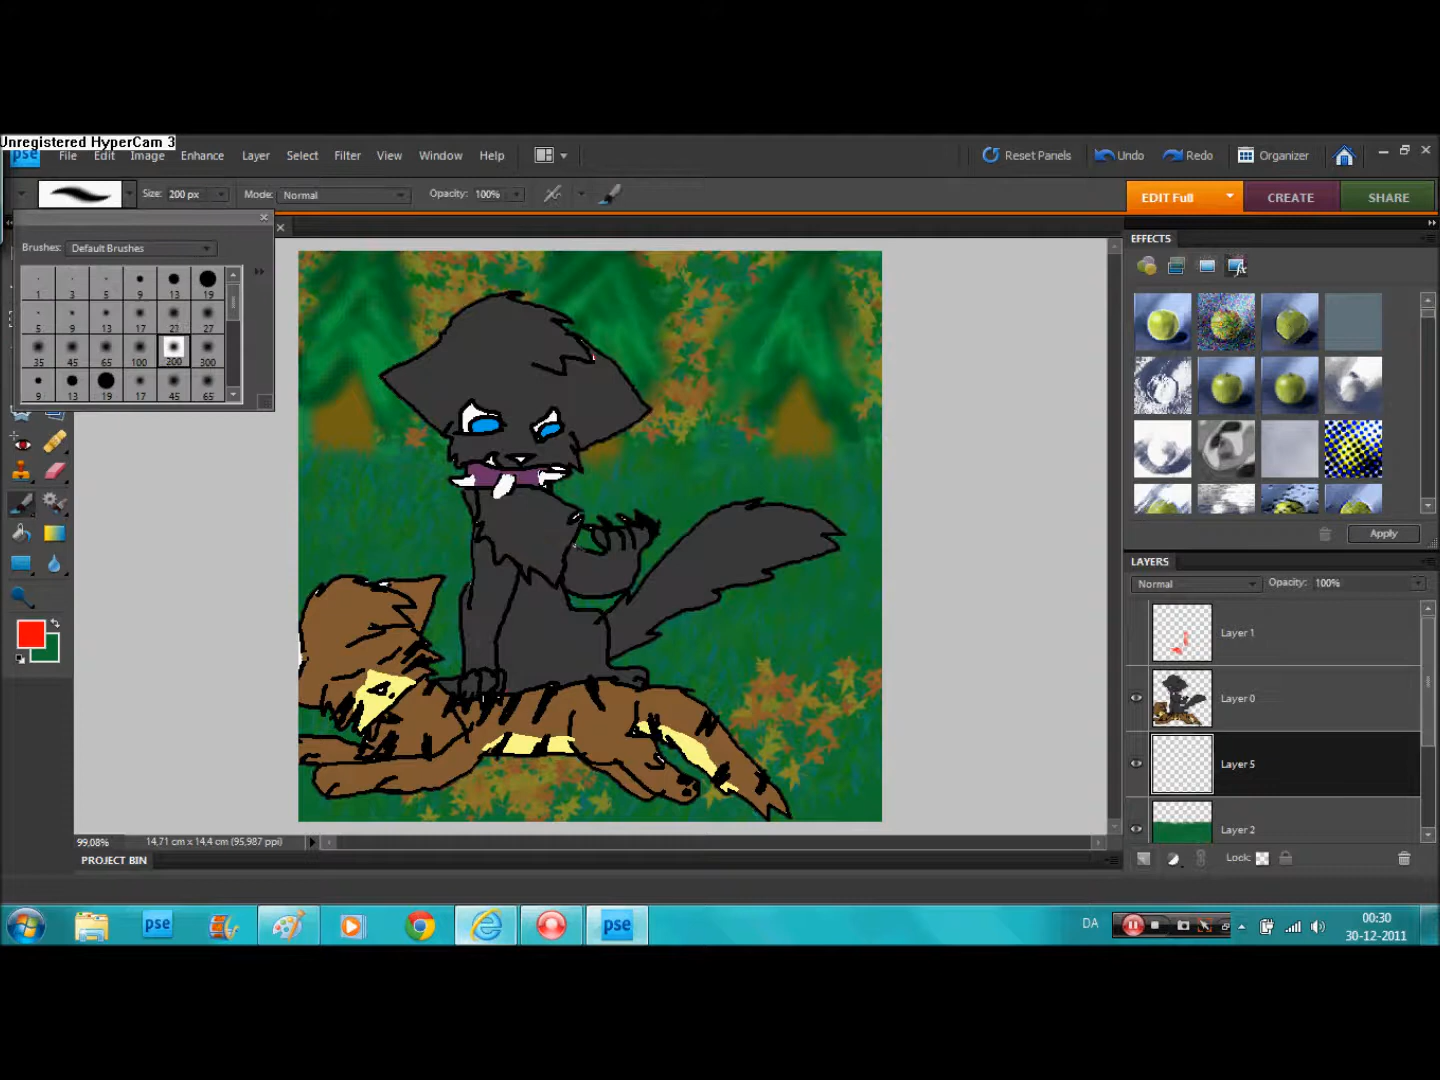 Unregistered HyperCam 3
pse File Edit Image Enhance Layer Select Filter View Window Help Reset Panels Undo Redo Organizer
Size: 200 px Mode: Normal Opacity: 100% EDIT Full CREATE SHARE
Brushes: Default Brushes
1 3 5 9 13 19
5 9 13 17 21 27
35 45 65 100 200 300
9 13 19 17 45 65
EFFECTS
Apply
LAYERS
Normal Opacity: 100%
Layer 1
Layer 0
Layer 5
Layer 2
Lock:
99,08% 14,71 cm x 14,4 cm (95,987 ppi)
PROJECT BIN
pse pse DA 00:30
30-12-2011